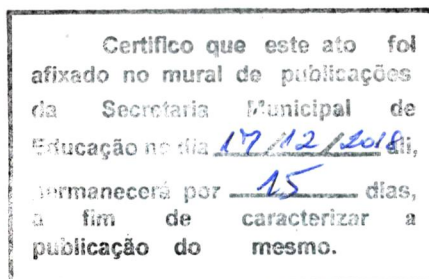 Certifico que este ato foi
afixado no mural de publicações
da Secretaria Municipal de
Educação no dia 17/12/2018 ali,
permanecerá por 15 dias,
a fim de caracterizar a
publicação do mesmo.